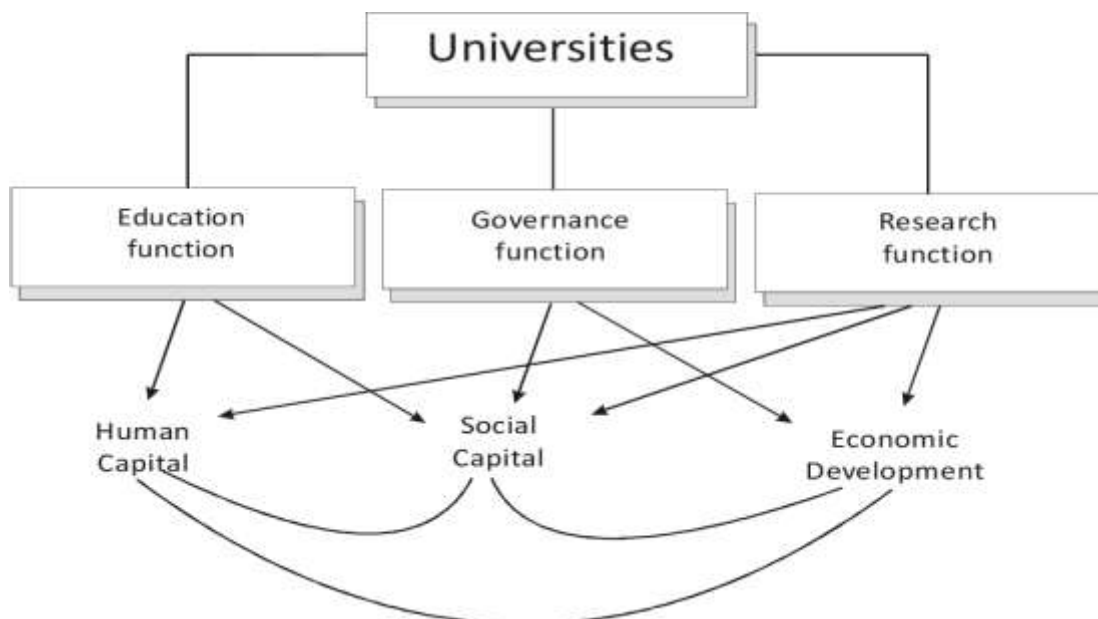 Universities
Education
function
Governance
function
Research
function
Human
Capital
Social
Capital
Economic
Development